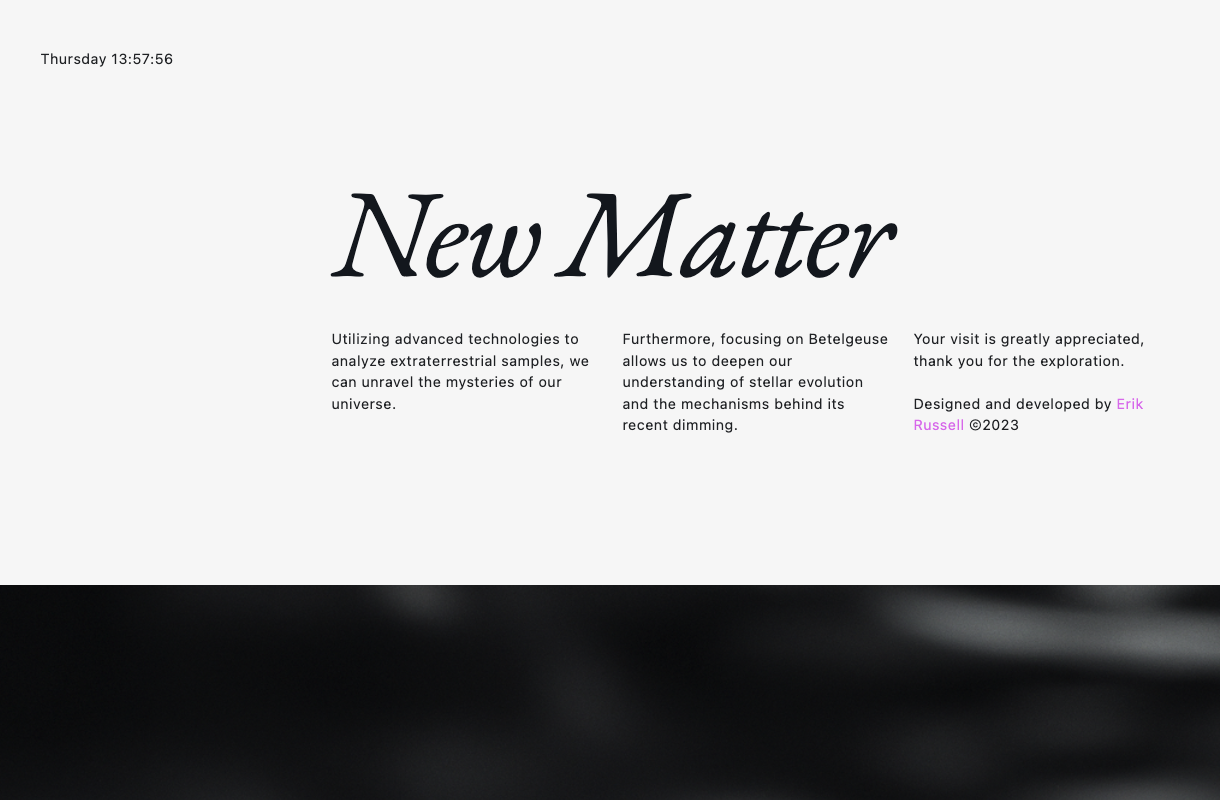 Thursday 13:57:56
New Matter
Utilizing advanced technologies to
analyze extraterrestrial samples, we
can unravel the mysteries of our
universe.
Furthermore, focusing on Betelgeuse
allows us to deepen our
understanding of stellar evolution
and the mechanisms behind its
recent dimming.
Your visit is greatly appreciated,
thank you for the exploration.
Designed and developed by Erik
Russell ©2023